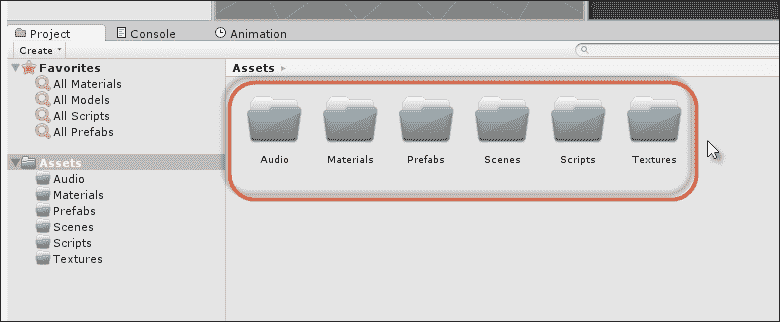 Project Console Animation
Create
Favorites
All Materials
All Models
All Scripts
All Prefabs
Assets
Audio
Materials
Prefabs
Scenes
Scripts
Textures
Assets
Audio Materials Prefabs Scenes Scripts Textures